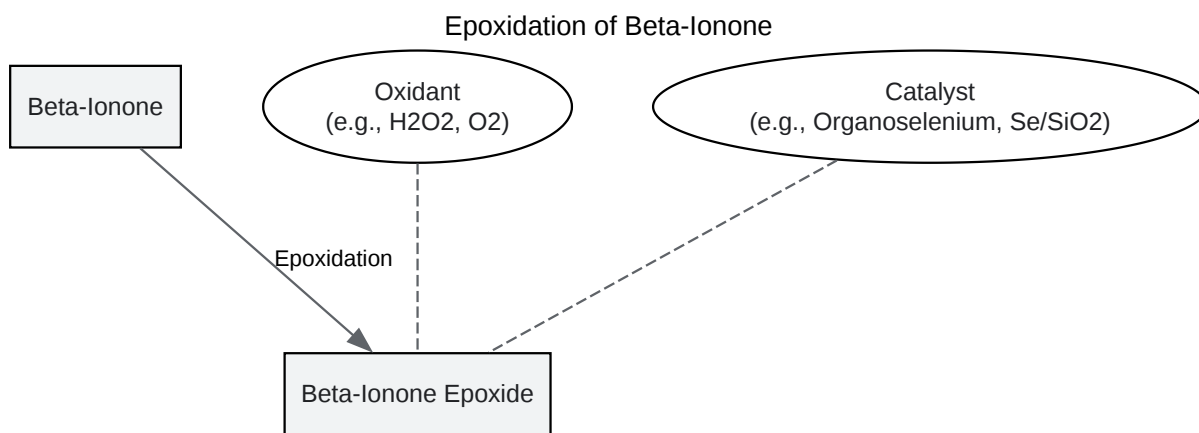 Epoxidation of Beta-Ionone
Beta-Ionone
Oxidant
(e.g., H2O2, O2)
Catalyst
(e.g., Organoselenium, Se/SiO2)
Epoxidation
Beta-Ionone Epoxide